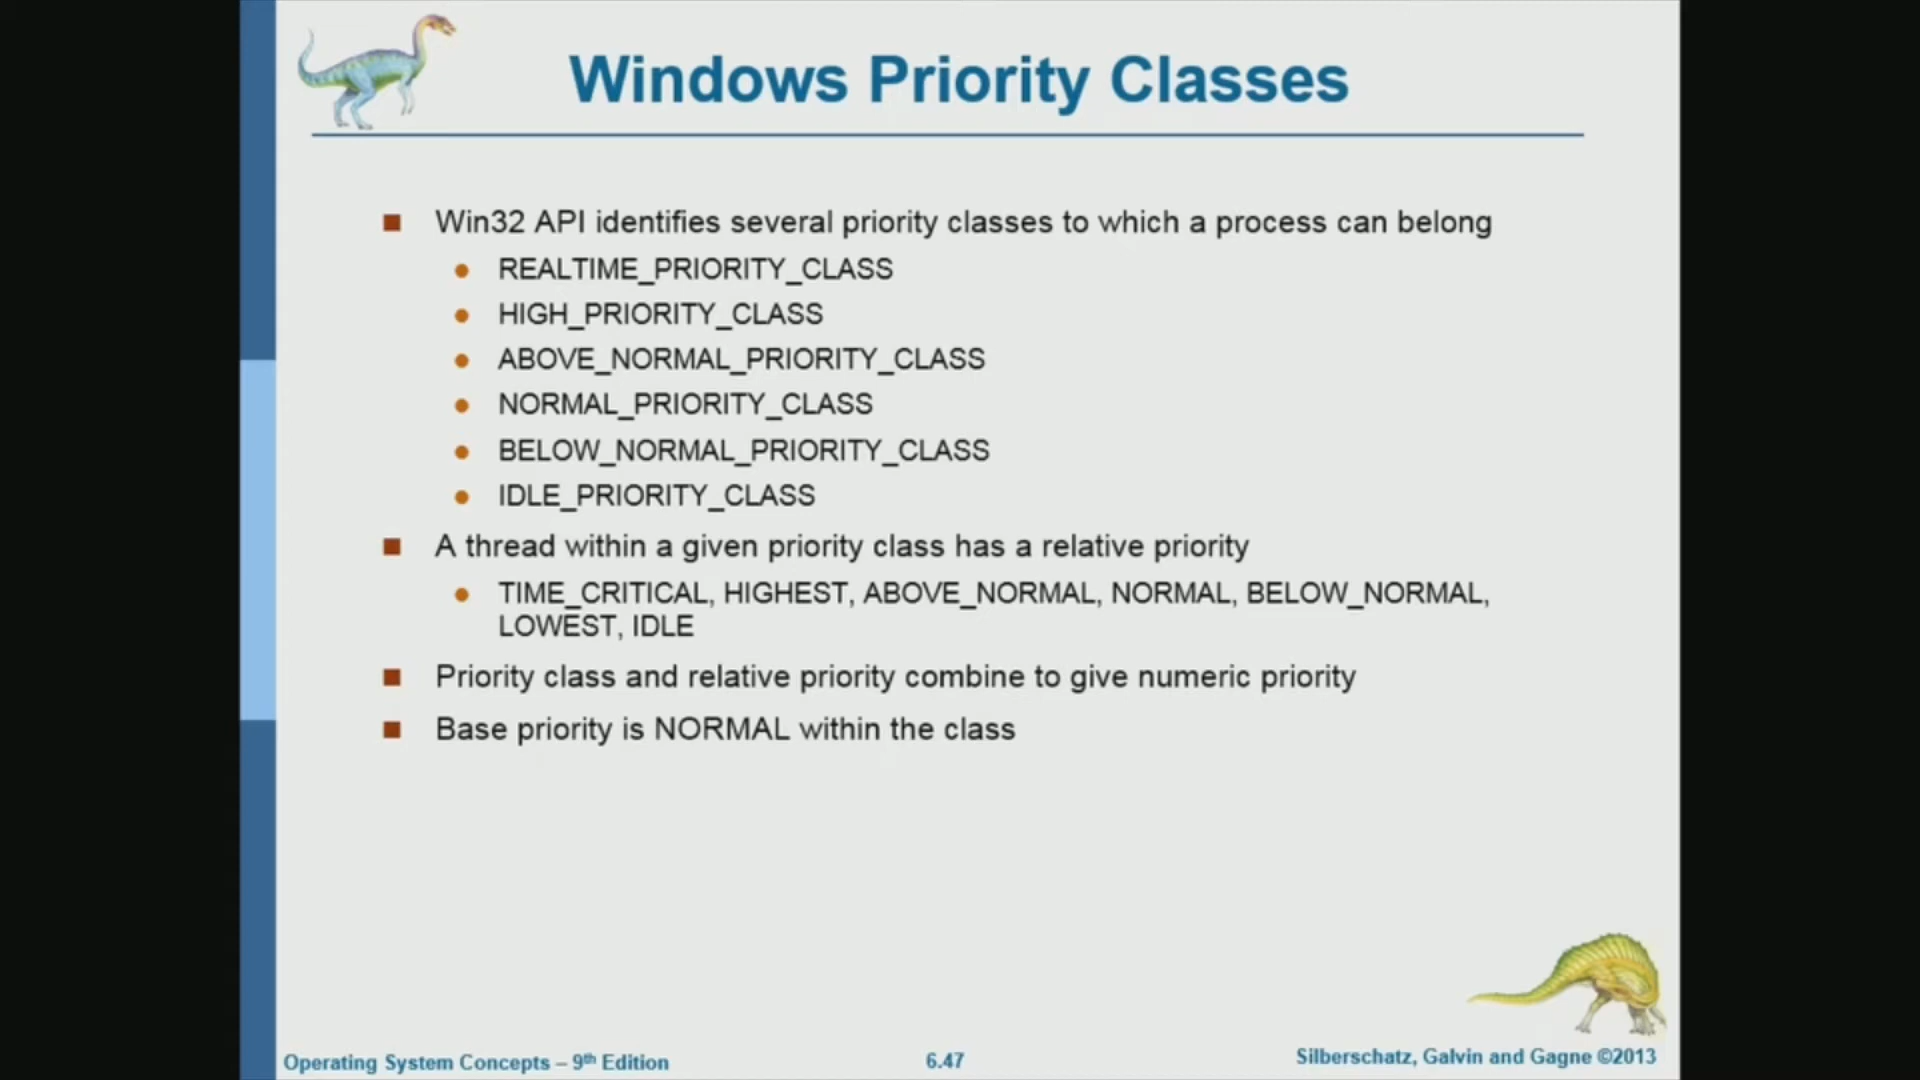 Windows Priority Classes
Win32 API identifies several priority classes to which a process can belong
REALTIME_PRIORITY_CLASS
HIGH_PRIORITY_CLASS
ABOVE_NORMAL_PRIORITY_CLASS
NORMAL_PRIORITY_CLASS
BELOW_NORMAL_PRIORITY_CLASS
IDLE_PRIORITY_CLASS
A thread within a given priority class has a relative priority
TIME_CRITICAL, HIGHEST, ABOVE_NORMAL, NORMAL, BELOW_NORMAL,
LOWEST, IDLE
Priority class and relative priority combine to give numeric priority
Base priority is NORMAL within the class
Operating System Concepts – 9th Edition
6.47
Silberschatz, Galvin and Gagne ©2013